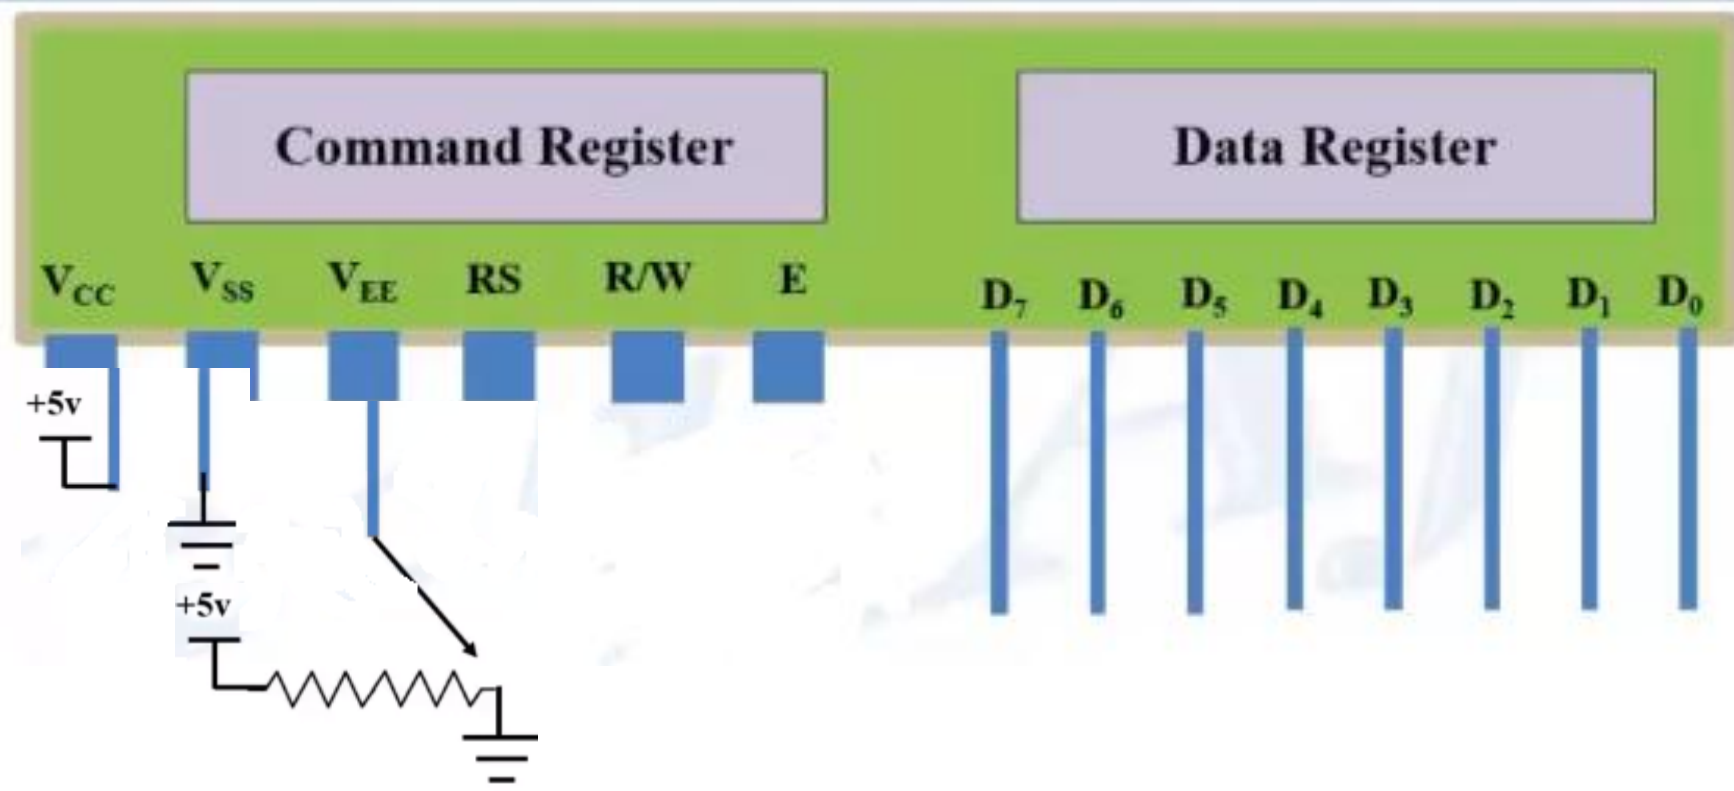 Command Register
Data Register
VCC VSS VEE RS R/W E
D7 D6 D5 D4 D3 D2 D1 D0
+5v
+5v